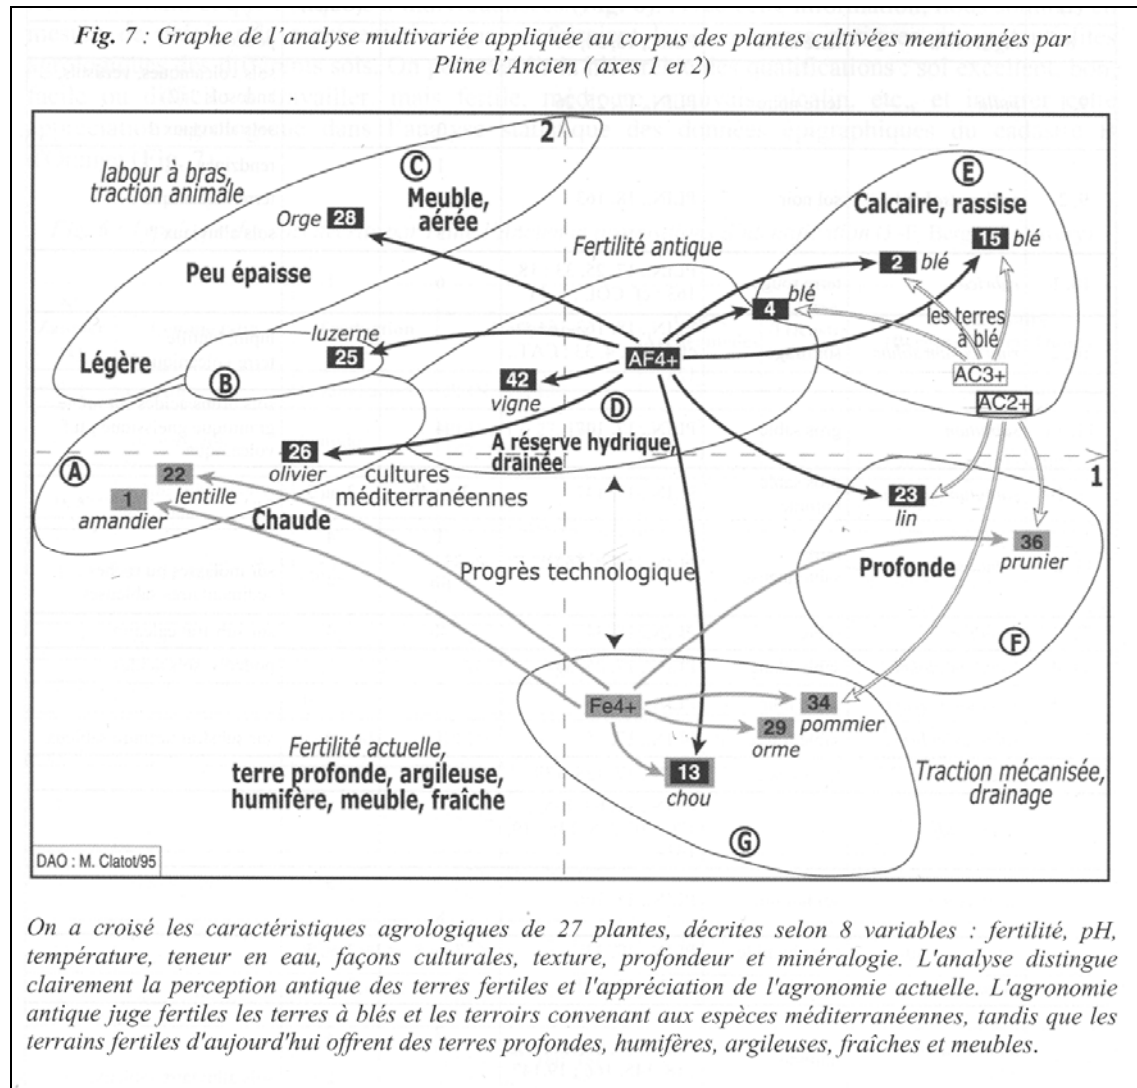 Fig. 7 : Graphe de l'analyse multivariée appliquée au corpus des plantes cultivées mentionnées par
Pline l'Ancien (axes 1 et 2)
2
C
E
labour à bras,
traction animale
Meuble,
aérée
Calcaire, rassise
Orge 28
15 blé
Fertilité antique
2 blé
Peu épaisse
blé
4
luzerne
les terres
à blé
25
AF4+
Légère
AC3+
B
42
vigne
D
AC2+
A réserve hydrique,
drainée
A
26
olivier
cultures
méditerranéennes
1
22
lentille
1
amandier
Chaude
23
lin
36
prunier
Progrès technologique
Profonde
F
Fe4+
34
pommier
29
orme
Fertilité actuelle,
terre profonde, argileuse,
humifère, meuble, fraîche
13
chou
Traction mécanisée,
drainage
G
DAO : M. Clatot/95
On a croisé les caractéristiques agrologiques de 27 plantes, décrites selon 8 variables : fertilité, pH,
température, teneur en eau, façons culturales, texture, profondeur et minéralogie. L'analyse distingue
clairement la perception antique des terres fertiles et l'appréciation de l'agronomie actuelle. L'agronomie
antique juge fertiles les terres à blés et les terroirs convenant aux espèces méditerranéennes, tandis que les
terrains fertiles d'aujourd'hui offrent des terres profondes, humifères, argileuses, fraîches et meubles.